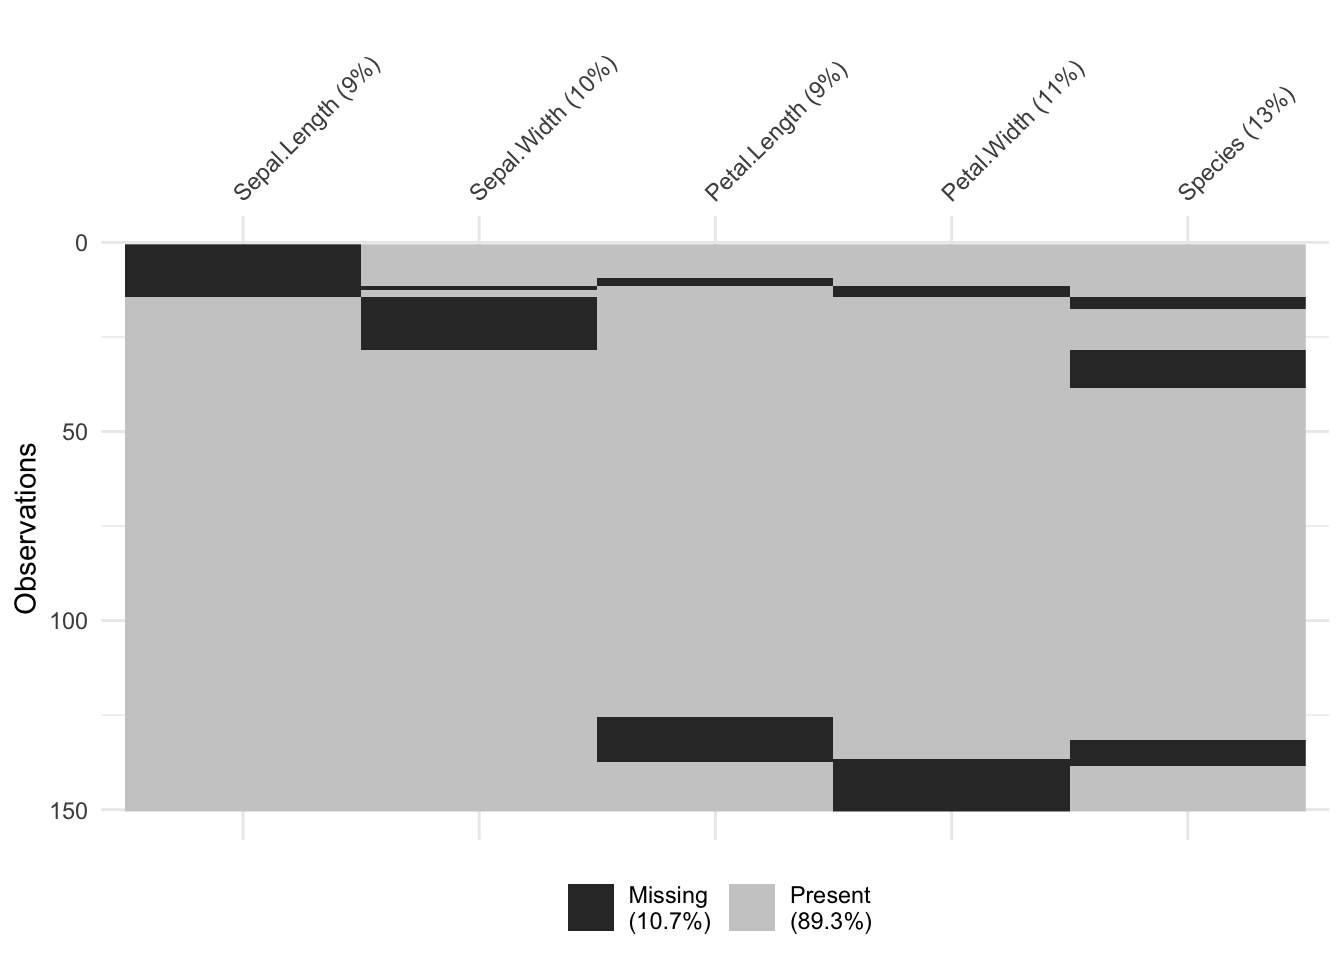 Sepal.Length (9%)
Sepal.Width (10%)
Petal.Length (9%)
Petal.Width (11%)
Species (13%)
0
50
100
150
Observations
Missing
(10.7%)
Present
(89.3%)